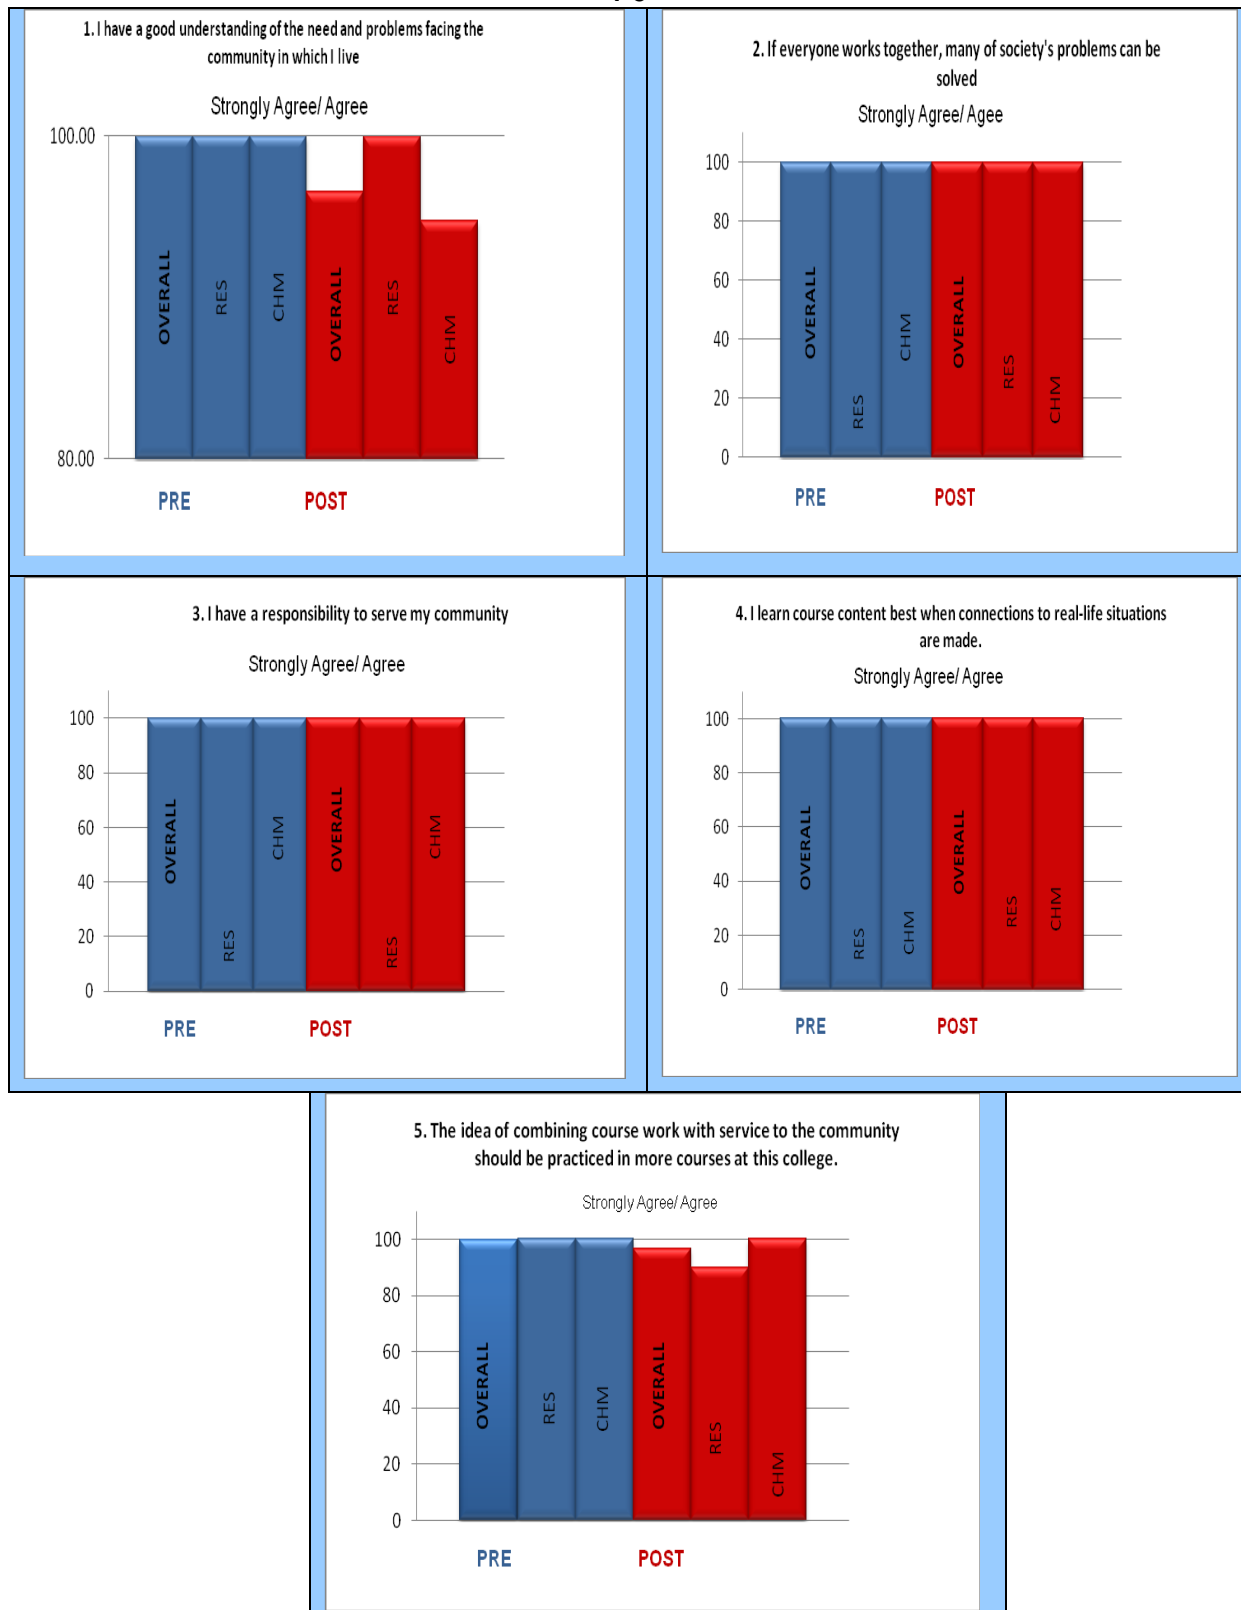 1. I have a good understanding of the need and problems facing the
community in which I live
Strongly Agree/ Agree
100.00
80.00
OVERALL
RES
CHM
OVERALL
RES
CHM
PRE
POST
2. If everyone works together, many of society's problems can be
solved
Strongly Agree/ Agee
100
80
60
40
20
0
OVERALL
RES
CHM
OVERALL
RES
CHM
PRE
POST
3. I have a responsibility to serve my community
Strongly Agree/ Agree
100
80
60
40
20
0
OVERALL
RES
CHM
OVERALL
RES
CHM
PRE
POST
4. I learn course content best when connections to real-life situations
are made.
Strongly Agree/ Agree
100
80
60
40
20
0
OVERALL
RES
CHM
OVERALL
RES
CHM
PRE
POST
5. The idea of combining course work with service to the community
should be practiced in more courses at this college.
Strongly Agree/ Agree
100
80
60
40
20
0
OVERALL
RES
CHM
OVERALL
RES
CHM
PRE
POST